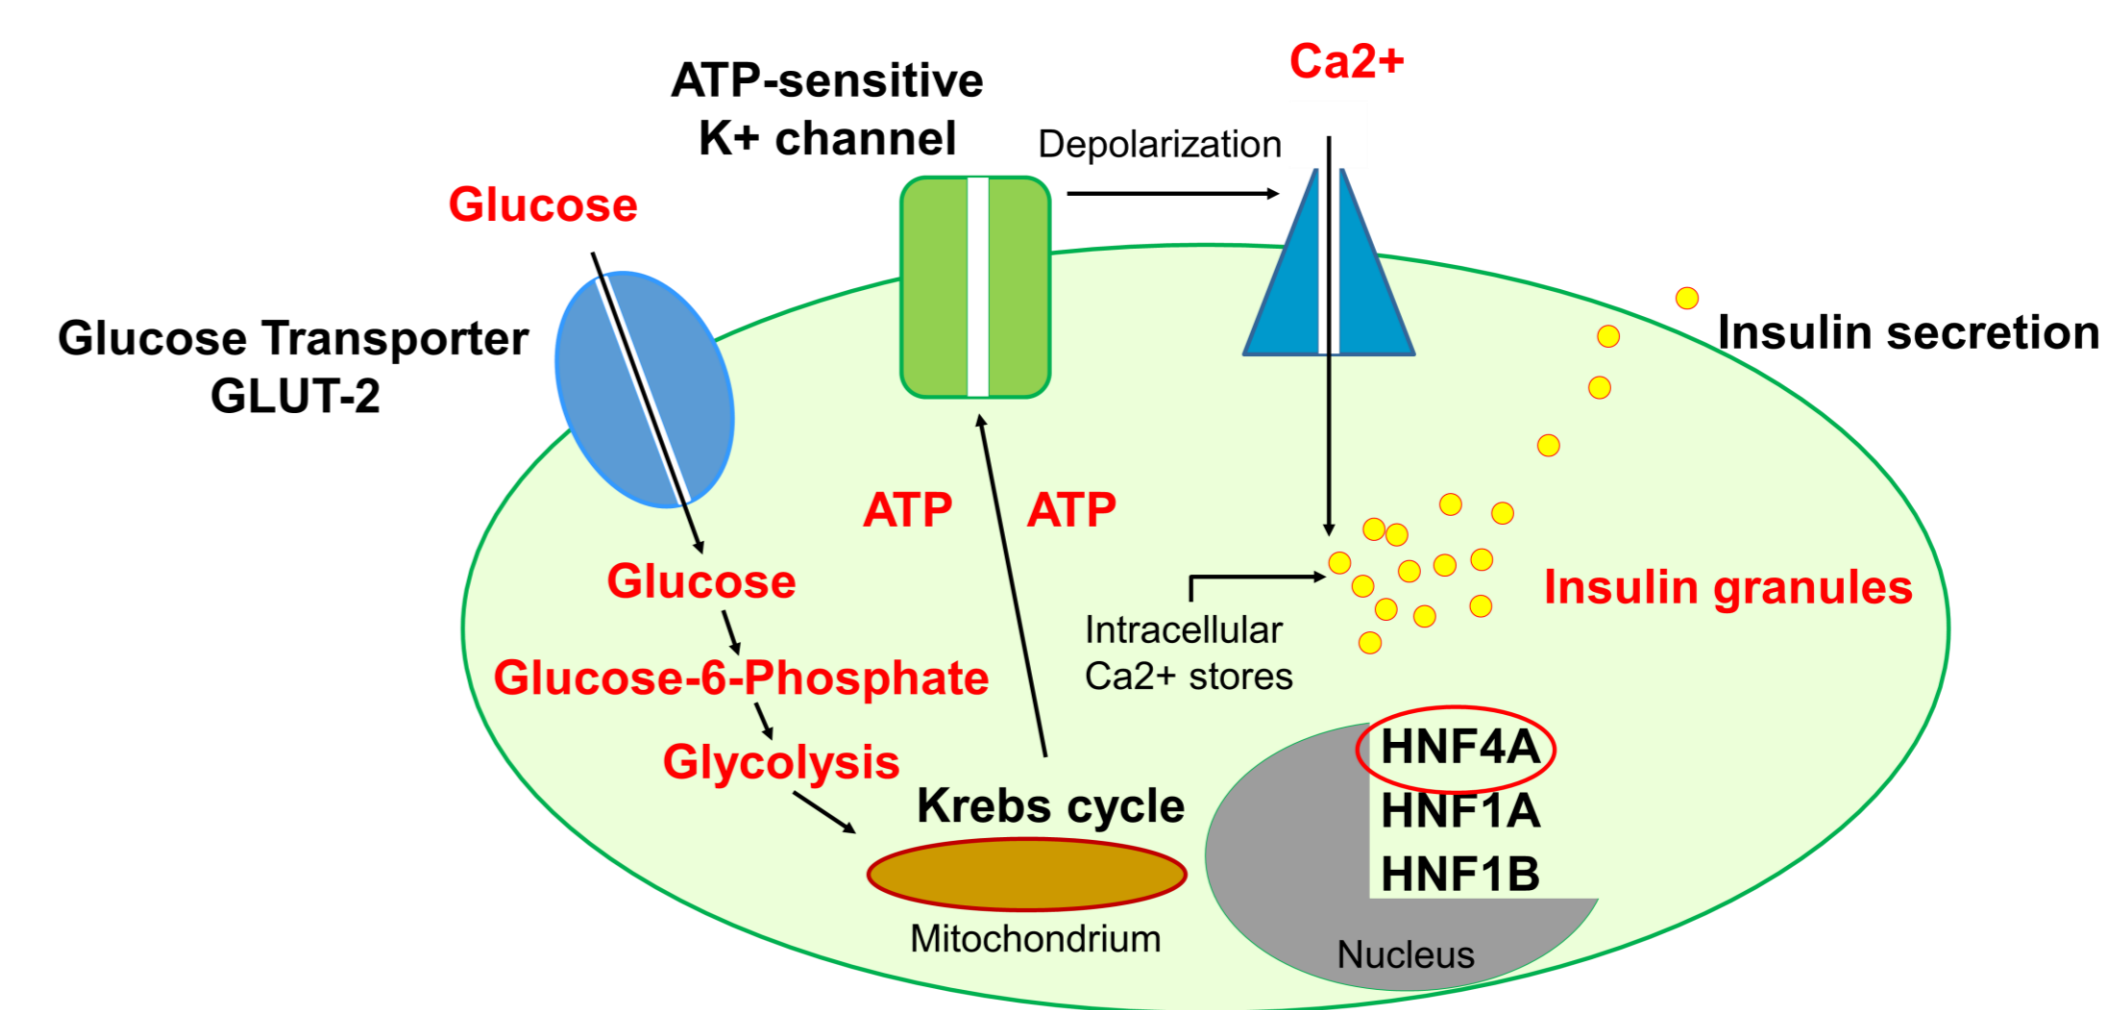 Ca2+
ATP-sensitive
K+ channel
Depolarization
Glucose
Glucose Transporter
GLUT-2
Insulin secretion
ATP ATP
Glucose
Insulin granules
Intracellular
Ca2+ stores
Glucose-6-Phosphate
Glycolysis
Krebs cycle
Mitochondrium
HNF4A
HNF1A
HNF1B
Nucleus